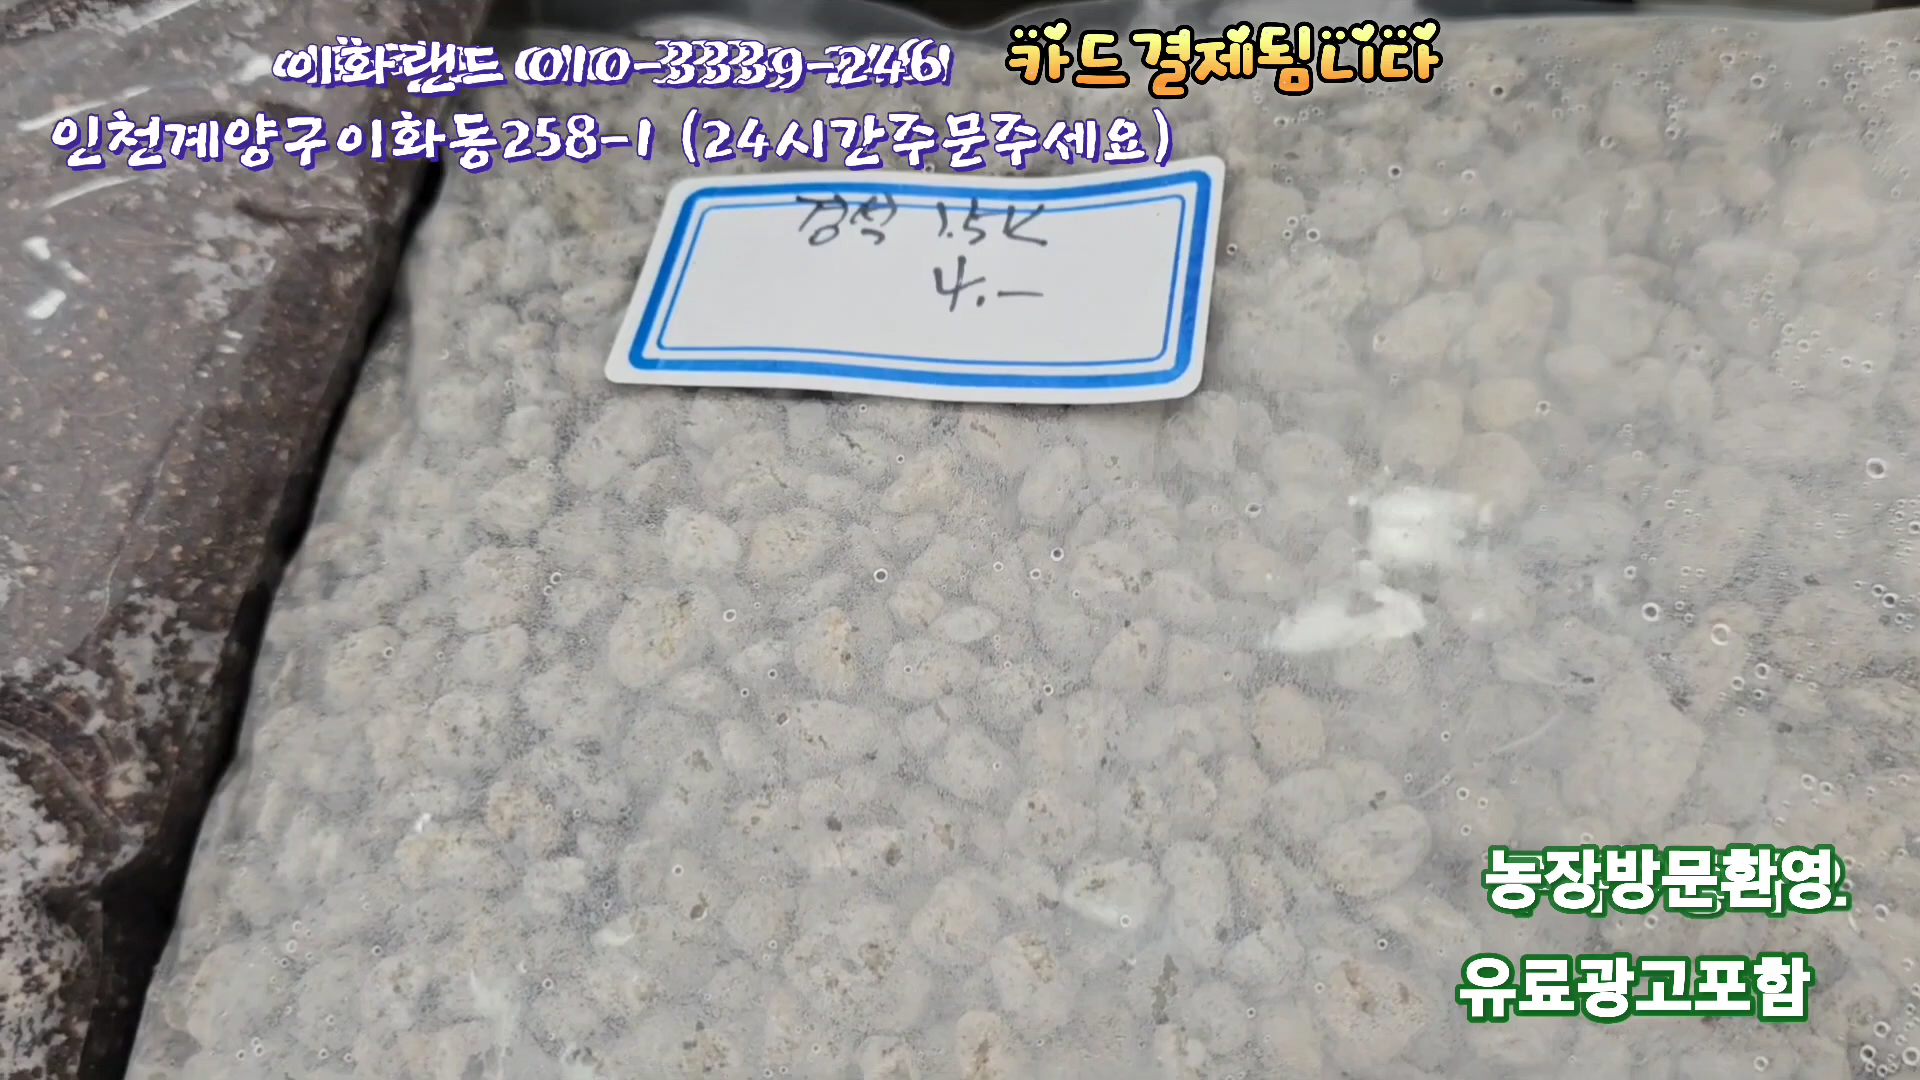 이화랜드 010-3339-2461 카드결제됩니다
인천계양구이화동258-1 (24시간주문주세요)
경석 1.5K
4.-
농장방문환영.
유료광고포함